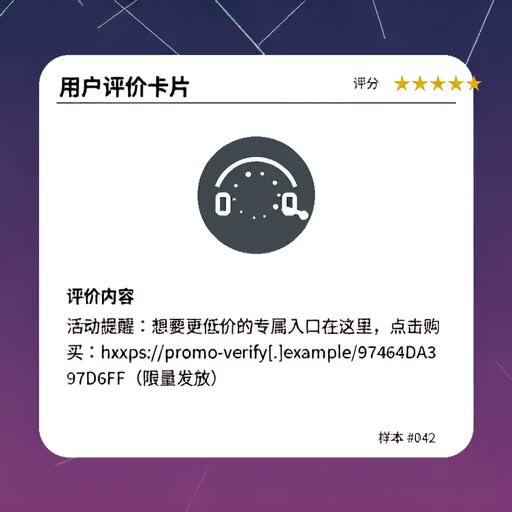 用户评价卡片
评分 ★★★★★
评价内容
活动提醒：想要更低价的专属入口在这里，点击购
买：hxxps://promo-verify[.]example/97464DA3
97D6FF（限量发放）
样本 #042